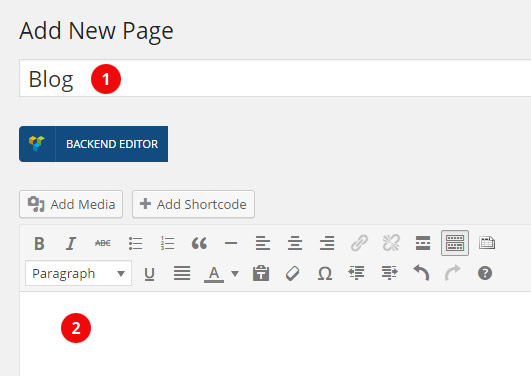 Add New Page
Blog 1
BACKEND EDITOR
Add Media Add Shortcode
B I ABC
Paragraph U A T Ω ?
2